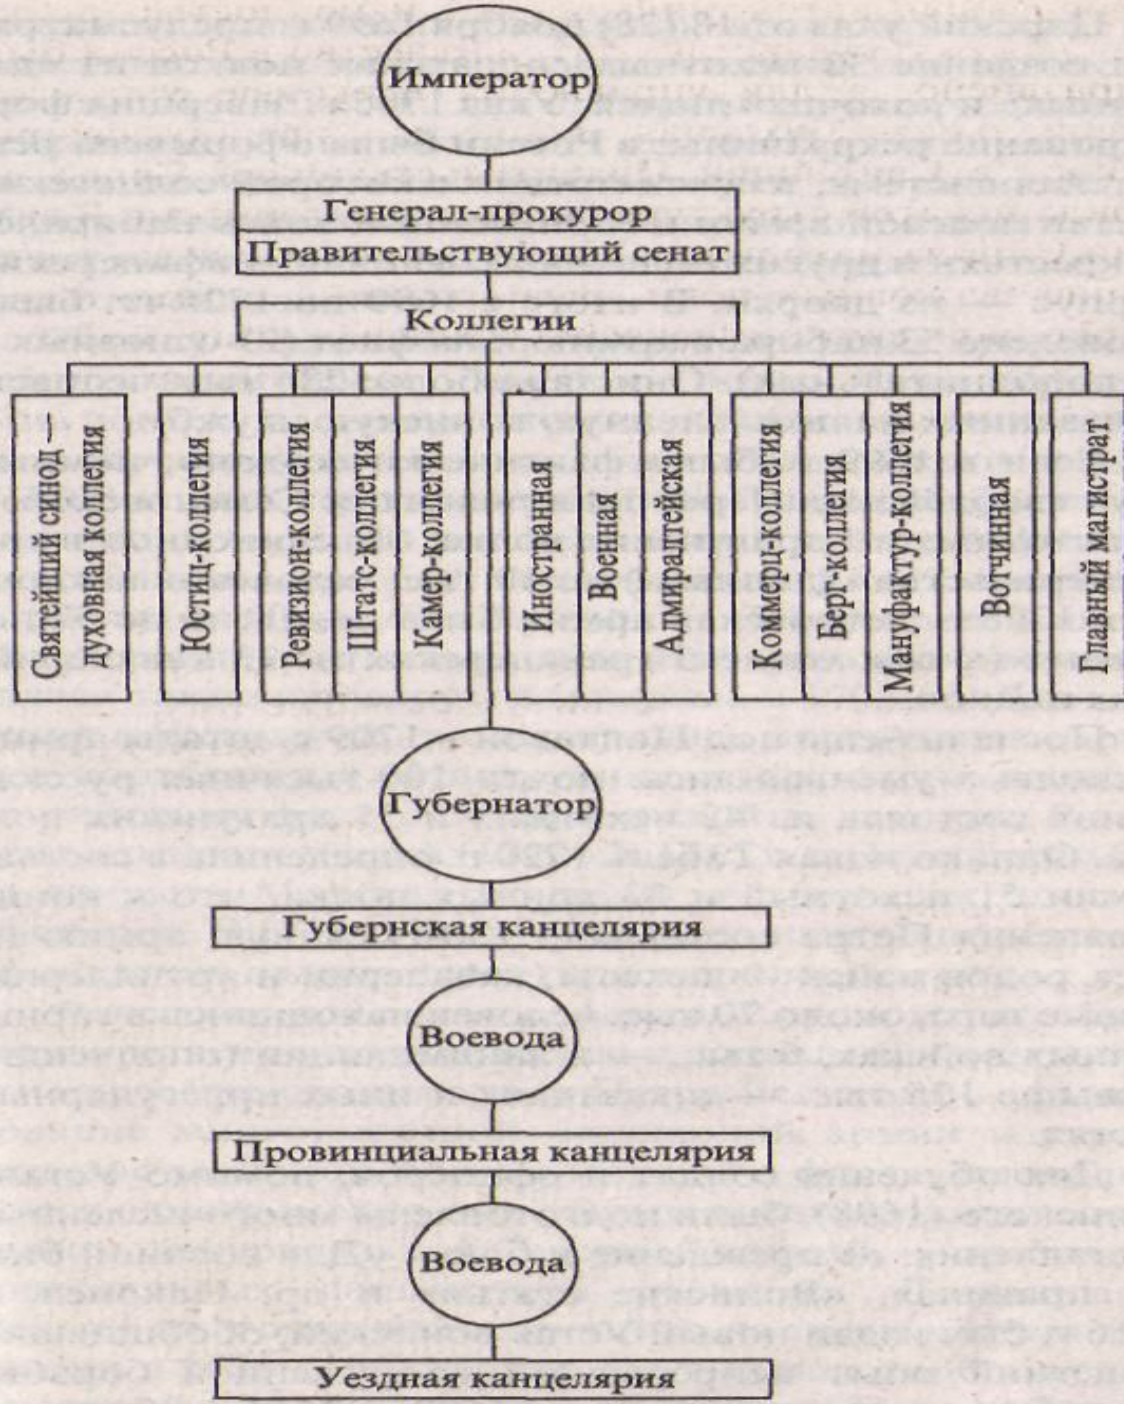 Император
Генерал-прокурор
Правительствующий сенат
Коллегии
Святейший синод —
духовная коллегия
Юстиц-коллегия
Ревизион-коллегия
Штатс-коллегия
Камер-коллегия
Иностранная
Военная
Адмиралтейская
Коммерц-коллегия
Берг-коллегия
Мануфактур-коллегия
Вотчинная
Главный магистрат
Губернатор
Губернская канцелярия
Воевода
Провинциальная канцелярия
Воевода
Уездная канцелярия